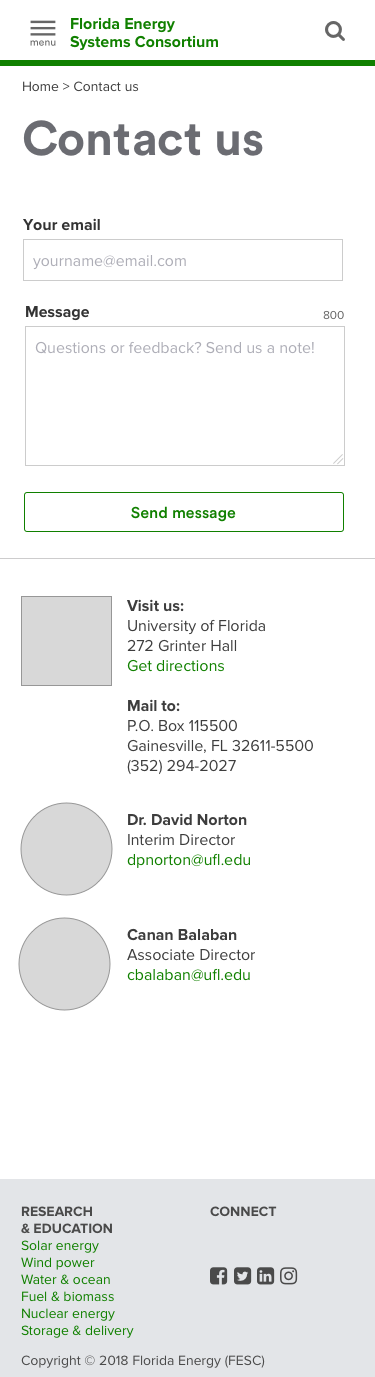 Florida Energy
Systems Consortium
menu
Home > Contact us
Contact us
Your email
yourname@email.com
Message
800
Questions or feedback? Send us a note!
Send message
Visit us:
University of Florida
272 Grinter Hall
Get directions
Mail to:
P.O. Box 115500
Gainesville, FL 32611-5500
(352) 294-2027
Dr. David Norton
Interim Director
dpnorton@ufl.edu
Canan Balaban
Associate Director
cbalaban@ufl.edu
RESEARCH
& EDUCATION
Solar energy
Wind power
Water & ocean
Fuel & biomass
Nuclear energy
Storage & delivery
CONNECT
Copyright © 2018 Florida Energy (FESC)